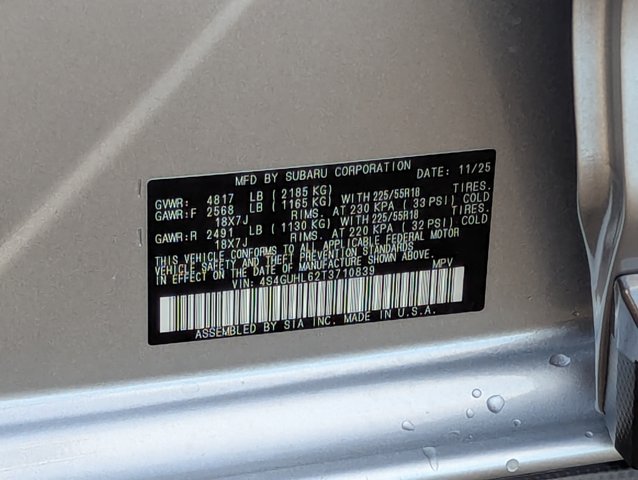 MFD BY SUBARU CORPORATION DATE: 11/25
GVWR: 4817 LB (2185 KG) TIRES.
GAWR:F 2568 LB (1165 KG) WITH 225/55R18
18X7J RIMS. AT 230 KPA (33 PSI) COLD
GAWR:R 2491 LB (1130 KG) WITH 225/55R18 TIRES.
18X7J RIMS. AT 220 KPA (32 PSI) COLD
THIS VEHICLE CONFORMS TO ALL APPLICABLE FEDERAL MOTOR
VEHICLE SAFETY AND THEFT PREVENTION STANDARDS
IN EFFECT ON THE DATE OF MANUFACTURE SHOWN ABOVE.
VIN: 4S4GUHL62T3710839 MPV
ASSEMBLED BY SIA INC. MADE IN U.S.A.